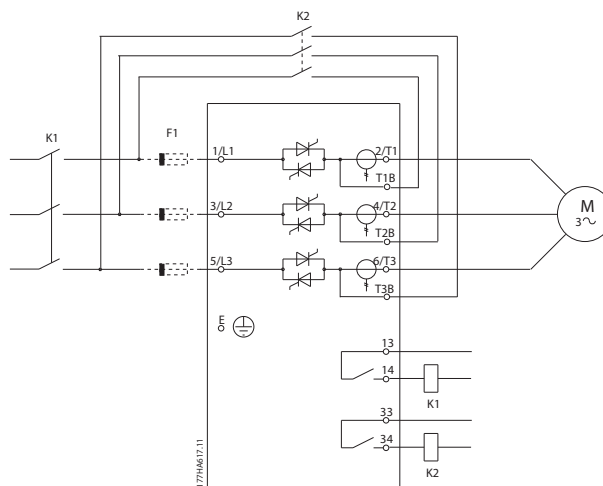 K2
K1
F1
1/L1
2/T1
T1B
3/L2
4/T2
T2B
M
3
5/L3
6/T3
T3B
E
13
14
K1
33
34
K2
177HA617.11